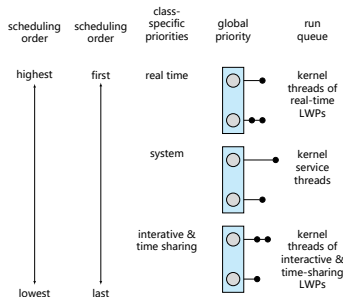 scheduling
order
scheduling
order
class-
specific
priorities
global
priority
run
queue
highest
first
real time
kernel
threads of
real-time
LWPs
system
kernel
service
threads
interative &
time sharing
kernel
threads of
interactive &
time-sharing
LWPs
lowest
last